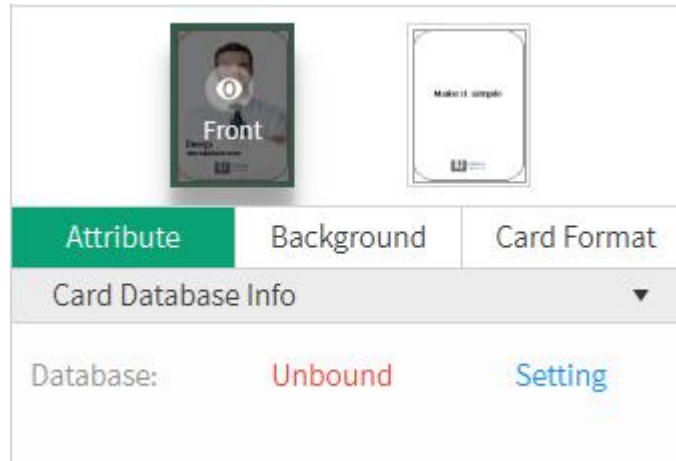 Front
Make it simple
Attribute
Background
Card Format
Card Database Info
Database:
Unbound
Setting